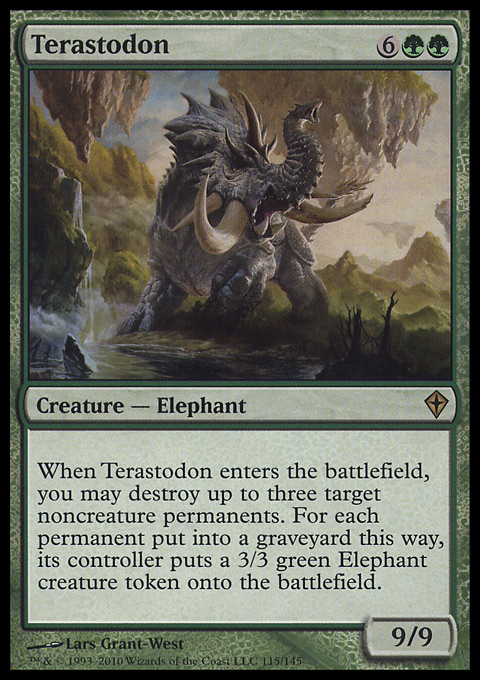 Terastodon 6
Creature — Elephant
When Terastodon enters the battlefield,
you may destroy up to three target
noncreature permanents. For each
permanent put into a graveyard this way,
its controller puts a 3/3 green Elephant
creature token onto the battlefield.
9/9
Lars Grant-West
™ & © 1993–2010 Wizards of the Coast LLC 115/145